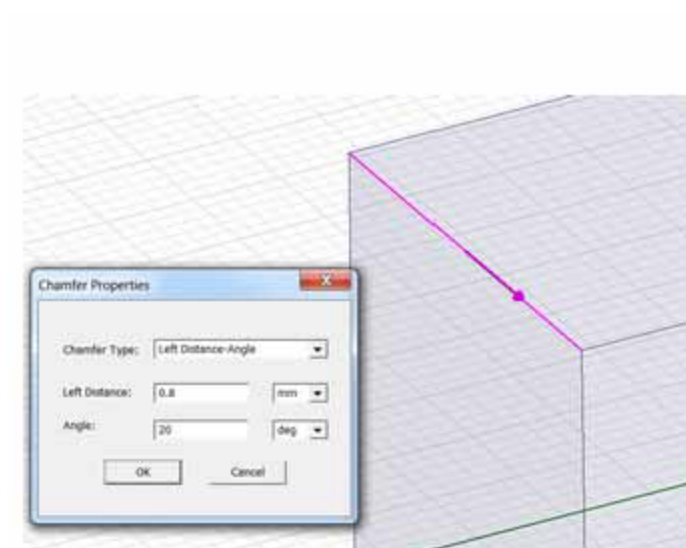 Chamfer Properties
Chamfer Type: Left Distance-Angle
Left Distance: 0.8 mm
Angle: 20 deg
OK Cancel